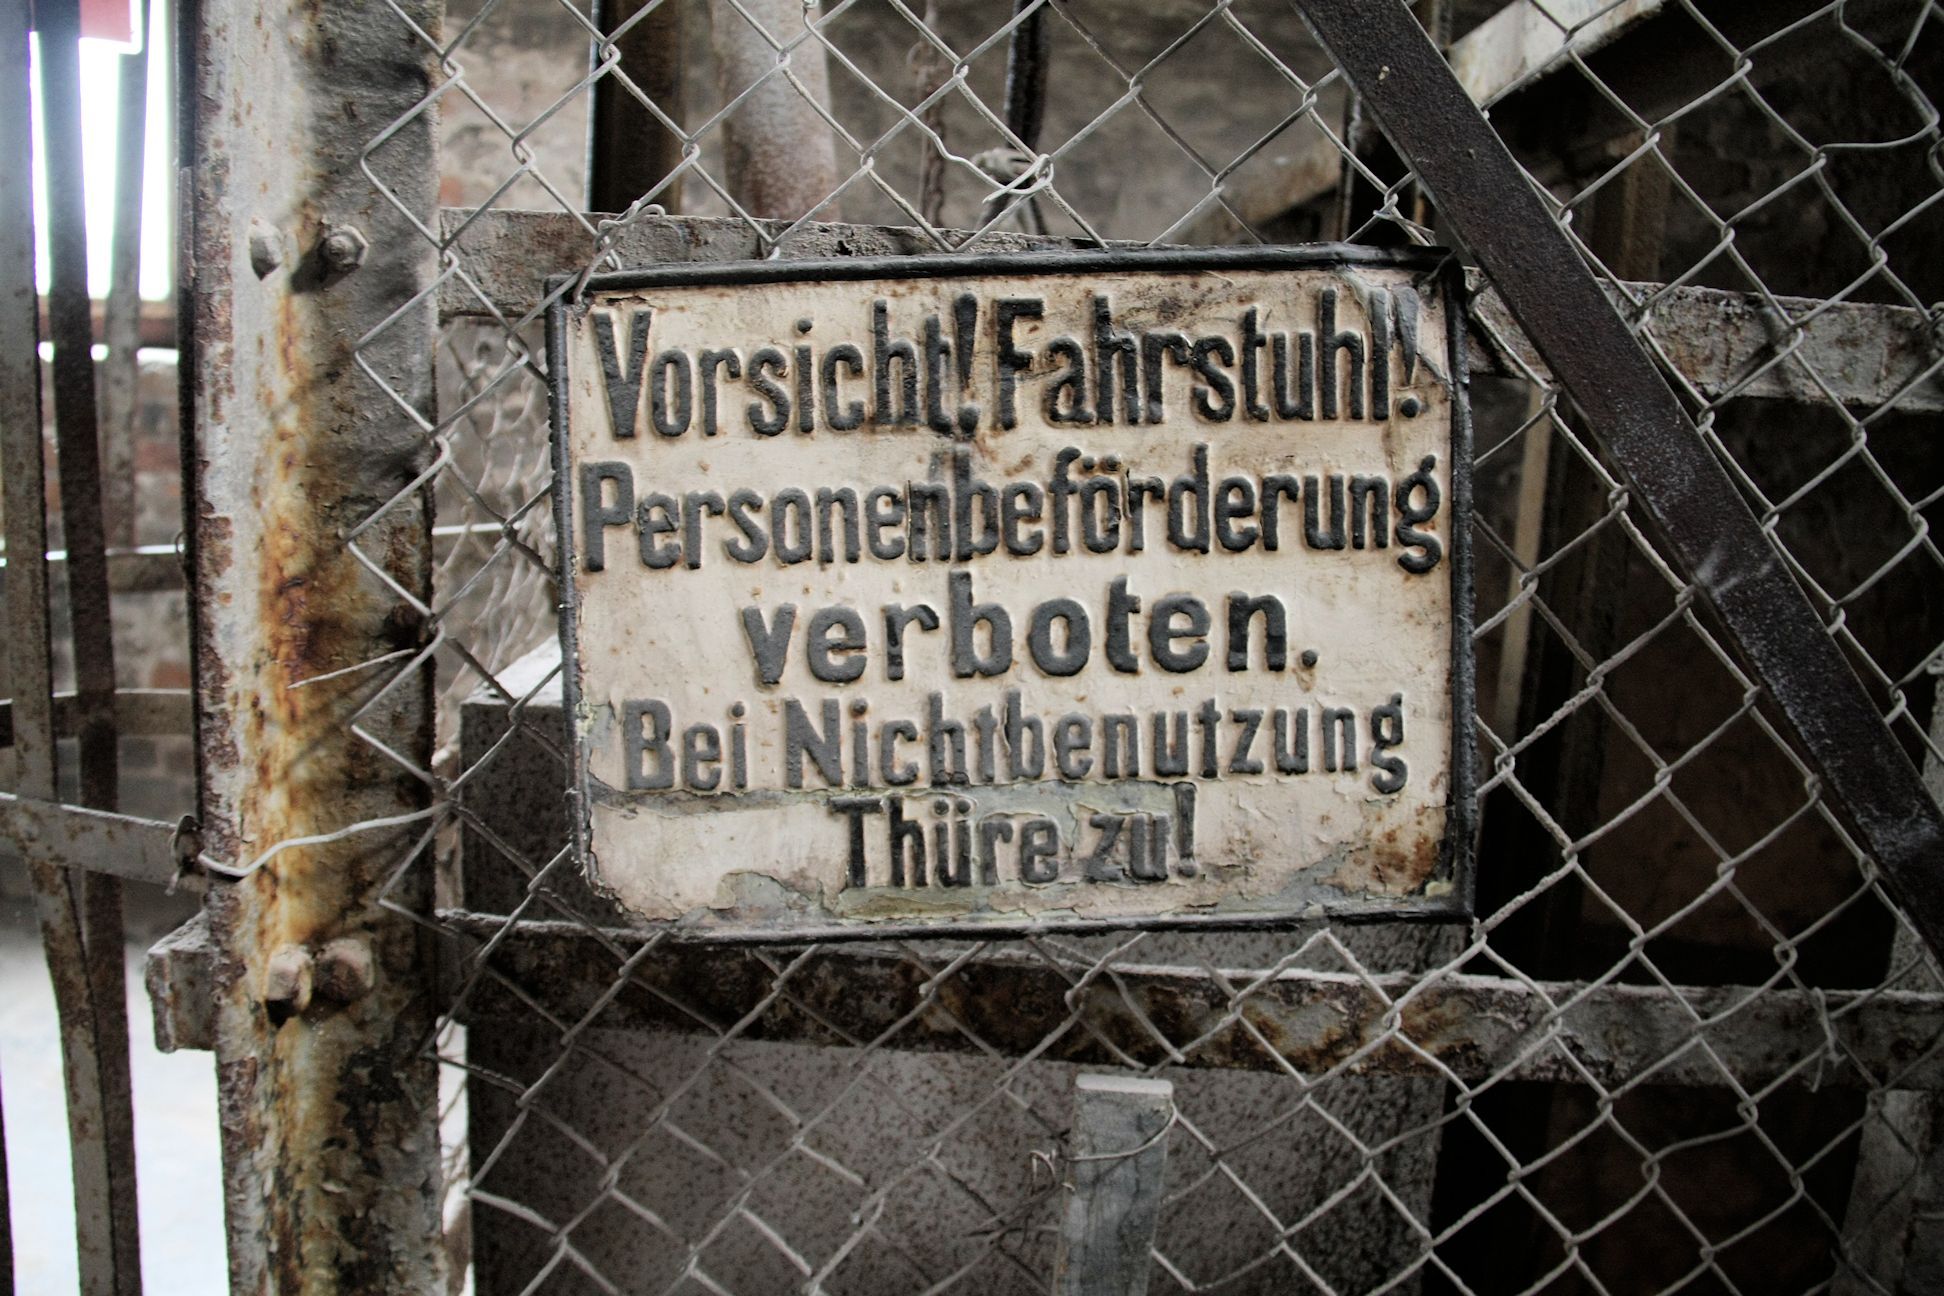 Vorsicht! Fahrstuhl!
Personenbeförderung
verboten.
Bei Nichtbenutzung
Thüre zu!